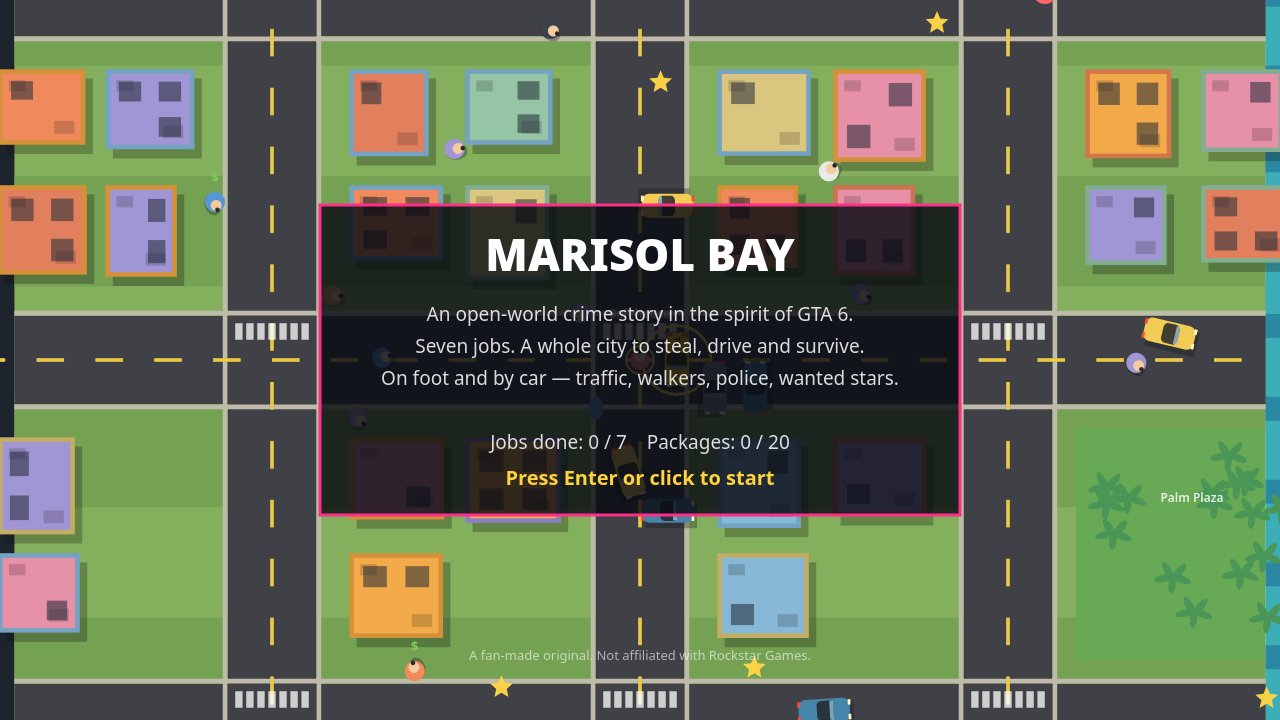 $
MARISOL BAY
An open-world crime story in the spirit of GTA 6.
Seven jobs. A whole city to steal, drive and survive.
On foot and by car — traffic, walkers, police, wanted stars.
Jobs done: 0 / 7    Packages: 0 / 20
Press Enter or click to start
Palm Plaza
$
A fan-made original. Not affiliated with Rockstar Games.